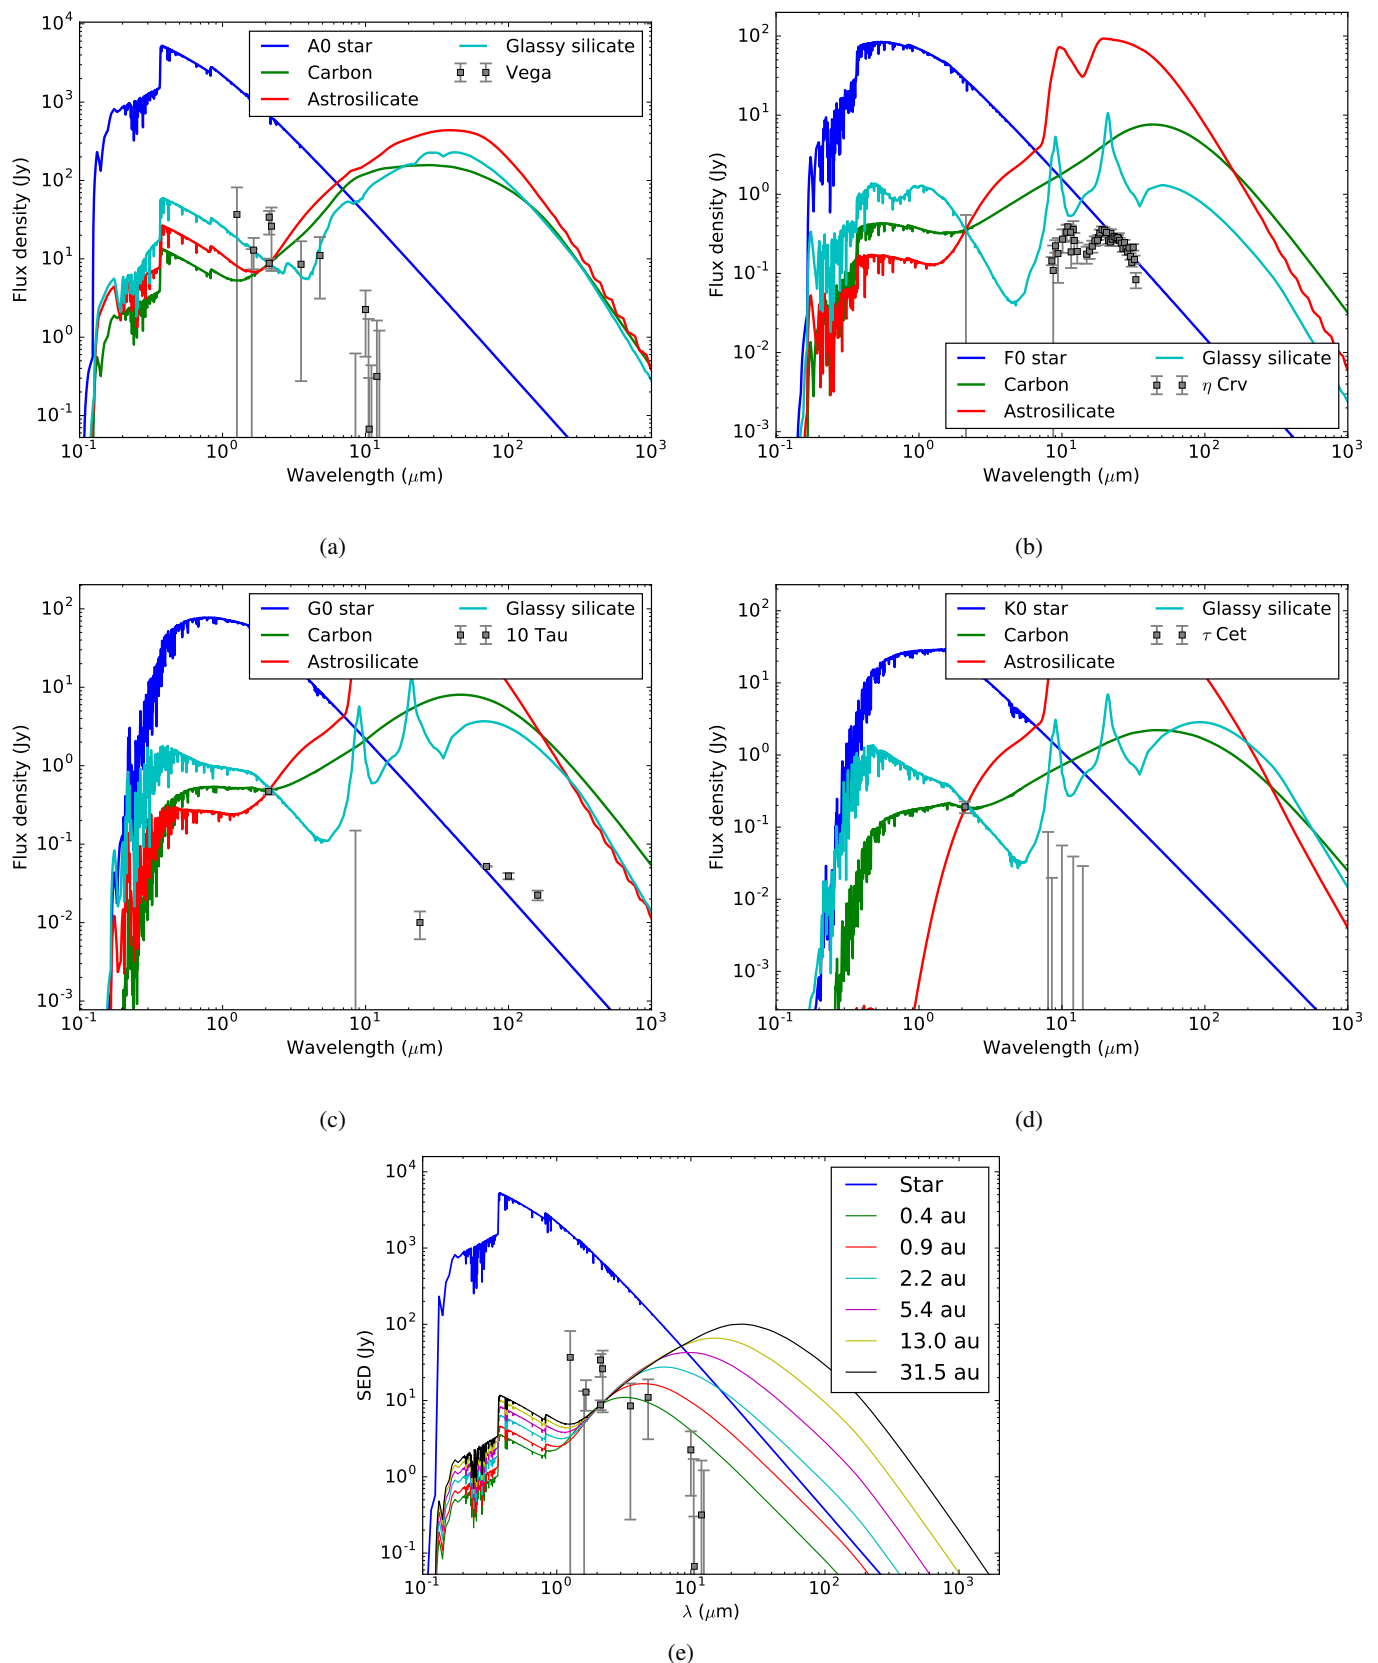 10^4
10^3
10^2
10^1
10^0
10^-1
Flux density (Jy)
A0 star
Carbon
Astrosilicate
Glassy silicate
Vega
10^-1 10^0 10^1 10^2 10^3
Wavelength (μm)
(a)
10^2
10^1
10^0
10^-1
10^-2
10^-3
Flux density (Jy)
F0 star
Carbon
Astrosilicate
Glassy silicate
η Crv
10^-1 10^0 10^1 10^2 10^3
Wavelength (μm)
(b)
10^2
10^1
10^0
10^-1
10^-2
10^-3
Flux density (Jy)
G0 star
Carbon
Astrosilicate
Glassy silicate
10 Tau
10^-1 10^0 10^1 10^2 10^3
Wavelength (μm)
(c)
10^2
10^1
10^0
10^-1
10^-2
10^-3
Flux density (Jy)
K0 star
Carbon
Astrosilicate
Glassy silicate
τ Cet
10^-1 10^0 10^1 10^2 10^3
Wavelength (μm)
(d)
10^4
10^3
10^2
10^1
10^0
10^-1
SED (Jy)
Star
0.4 au
0.9 au
2.2 au
5.4 au
13.0 au
31.5 au
10^-1 10^0 10^1 10^2 10^3
λ (μm)
(e)